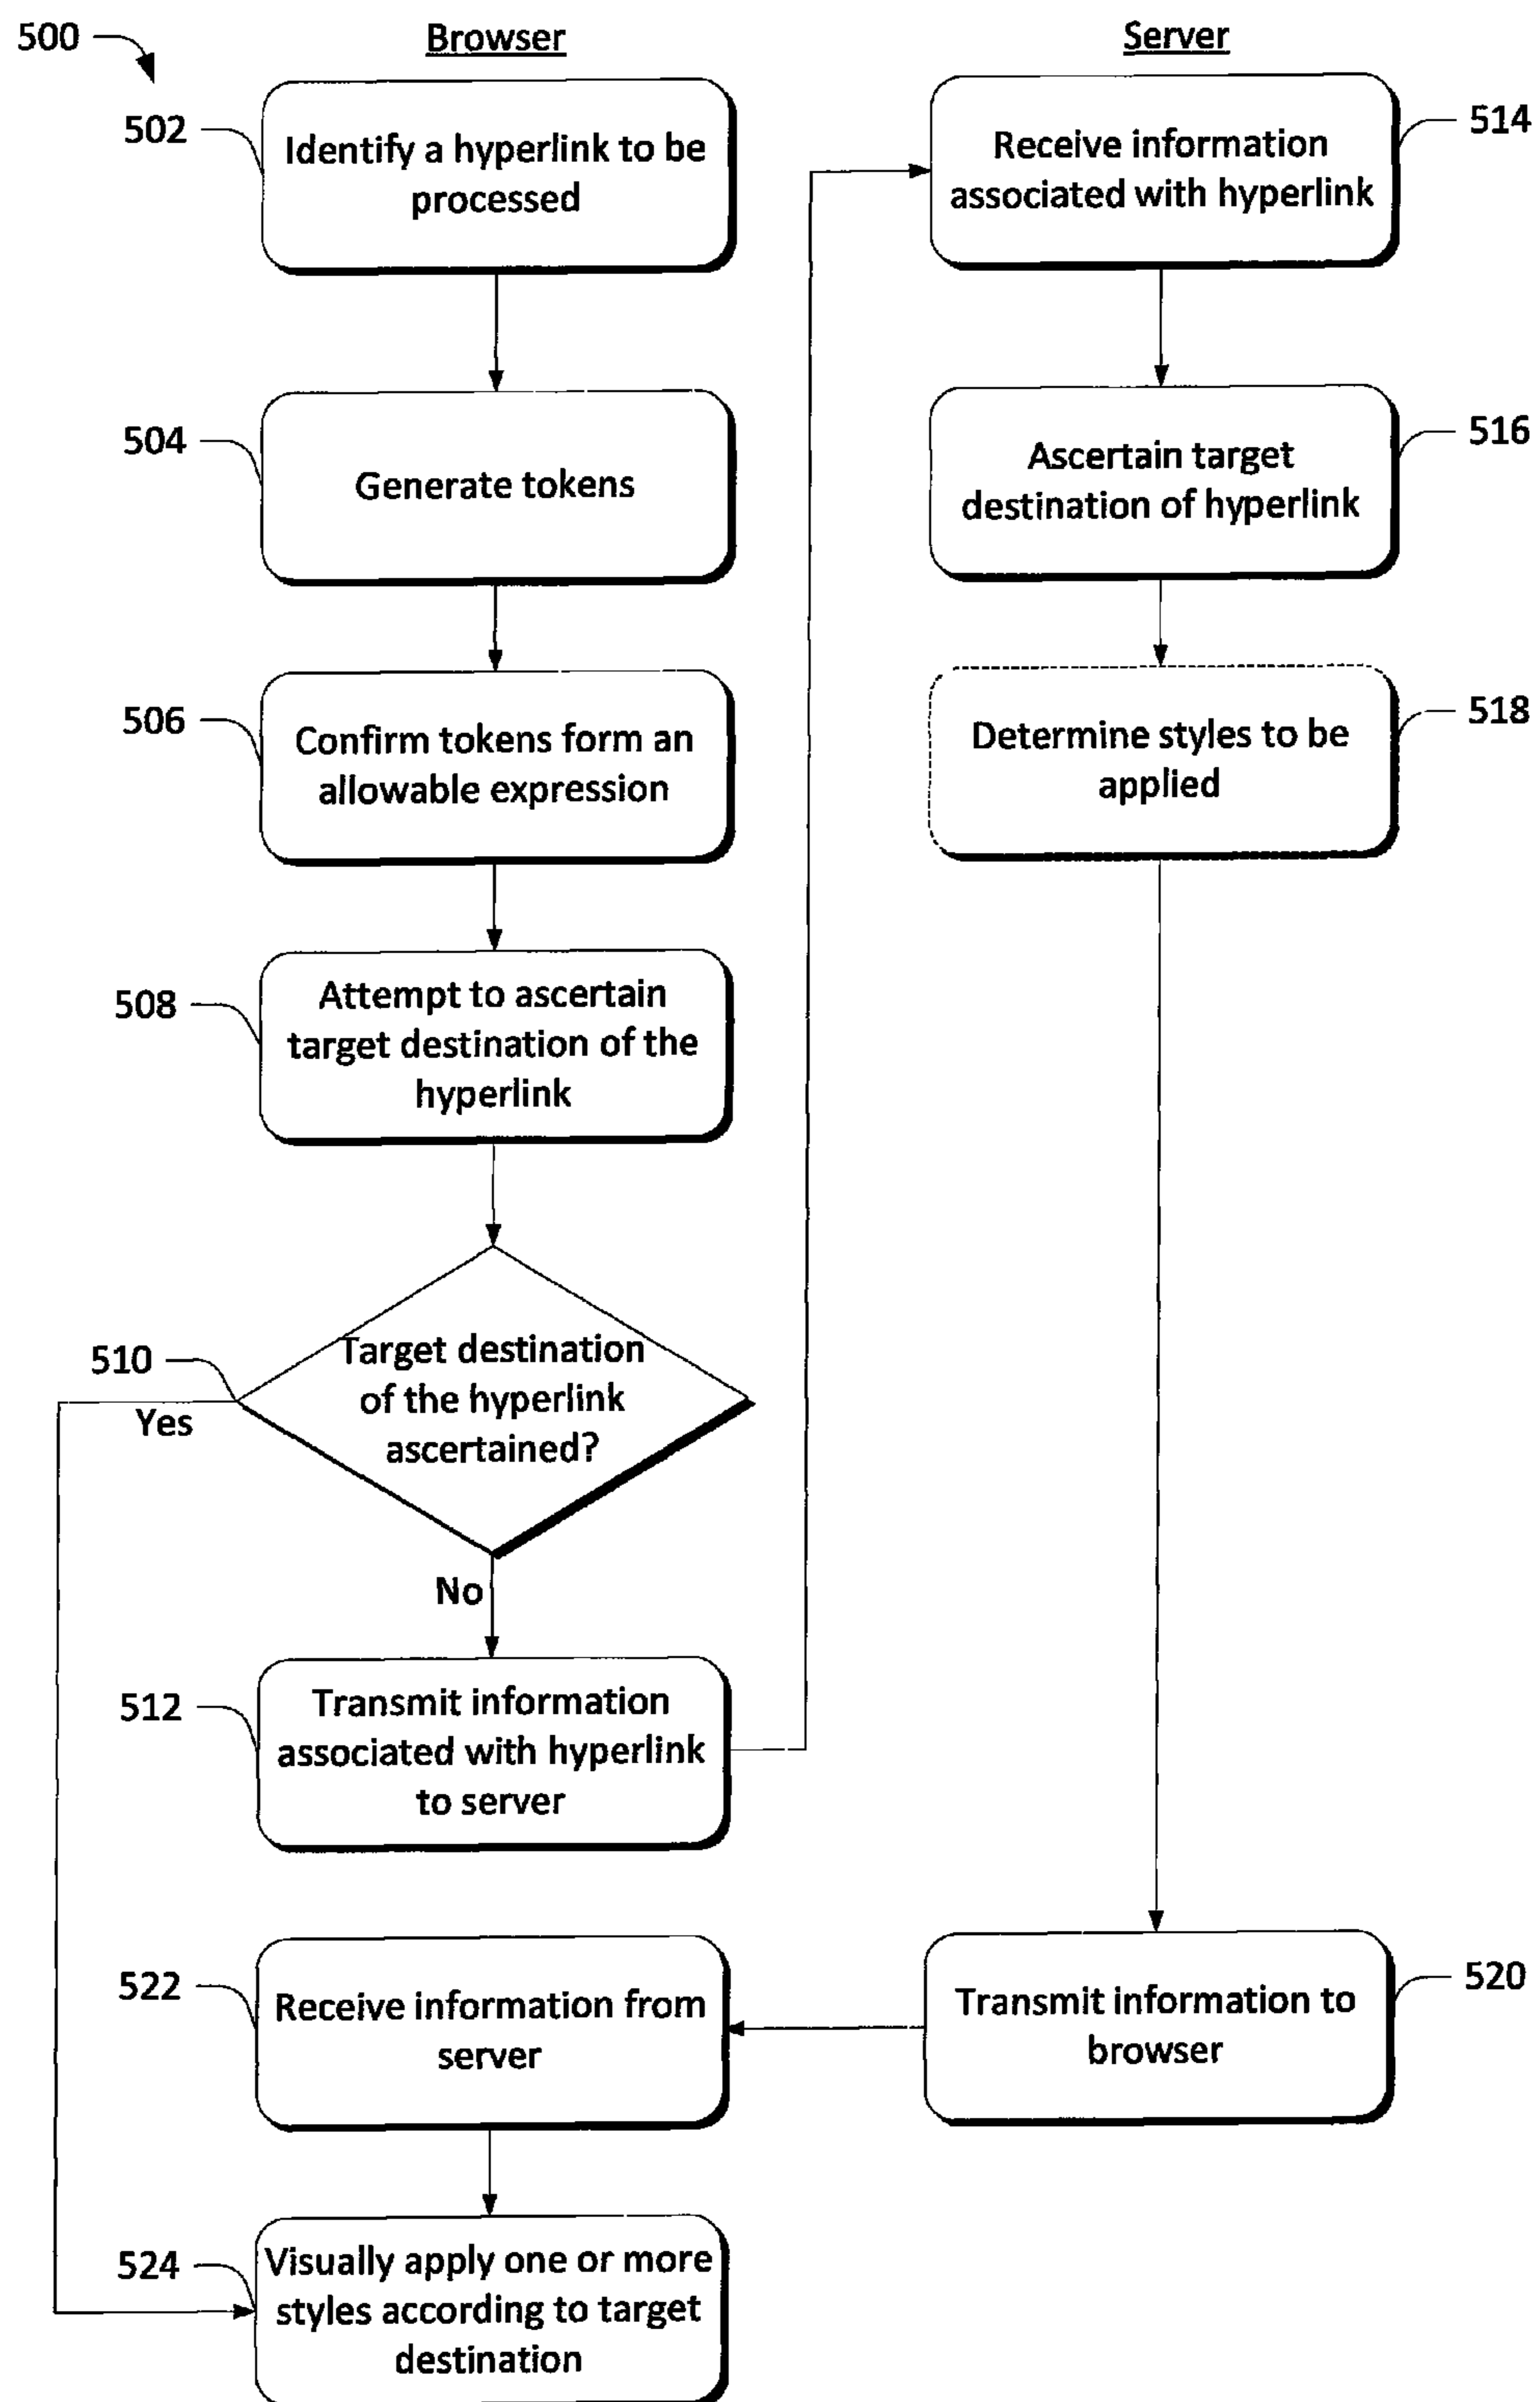 500
Browser
Server
502
Identify a hyperlink to be
processed
504
Generate tokens
506
Confirm tokens form an
allowable expression
508
Attempt to ascertain
target destination of the
hyperlink
510
Target destination
of the hyperlink
ascertained?
Yes
No
512
Transmit information
associated with hyperlink
to server
514
Receive information
associated with hyperlink
516
Ascertain target
destination of hyperlink
518
Determine styles to be
applied
520
Transmit information to
browser
522
Receive information from
server
524
Visually apply one or more
styles according to target
destination